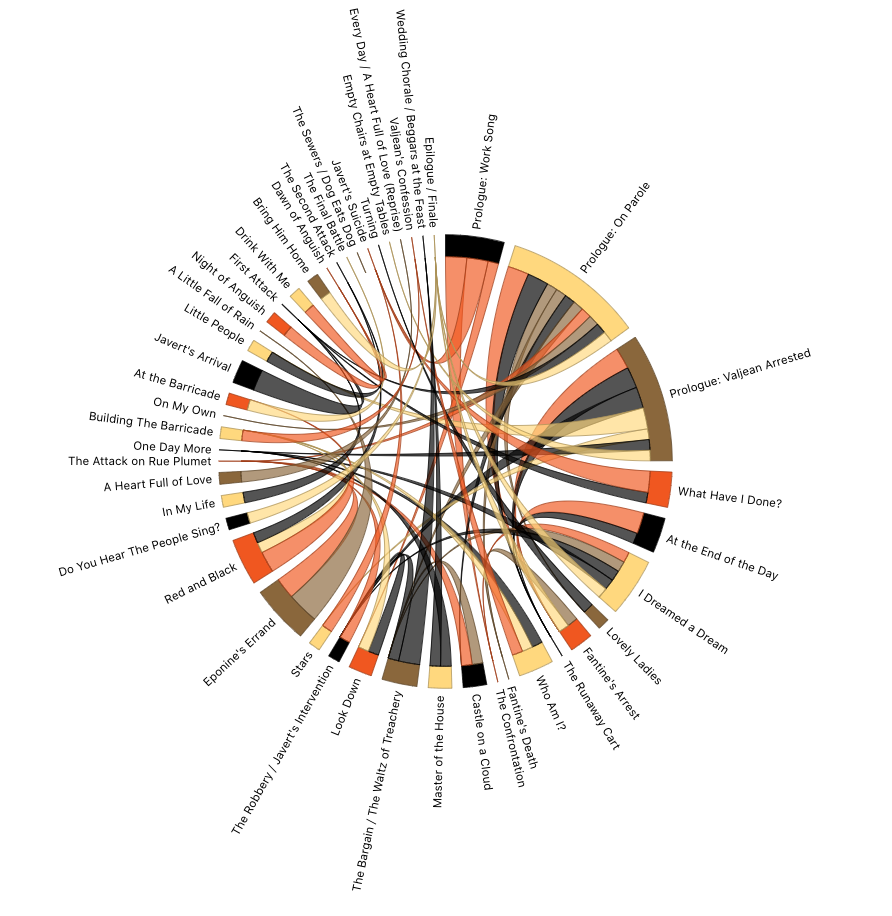 Prologue: Work Song
Prologue: On Parole
Prologue: Valjean Arrested
What Have I Done?
At the End of the Day
I Dreamed a Dream
Lovely Ladies
Fantine's Arrest
The Runaway Cart
Who Am I?
Fantine's Death
The Confrontation
Castle on a Cloud
Master of the House
The Bargain / The Waltz of Treachery
Look Down
The Robbery / Javert's Intervention
Stars
Eponine's Errand
Red and Black
Do You Hear The People Sing?
In My Life
A Heart Full of Love
The Attack on Rue Plumet
One Day More
Building The Barricade
On My Own
At the Barricade
Javert's Arrival
Little People
A Little Fall of Rain
Night of Anguish
First Attack
Drink With Me
Bring Him Home
Dawn of Anguish
The Second Attack
The Final Battle
The Sewers / Dog Eats Dog
Javert's Suicide
Turning
Empty Chairs at Empty Tables
Every Day / A Heart Full of Love (Reprise)
Valjean's Confession
Wedding Chorale / Beggars at the Feast
Epilogue / Finale